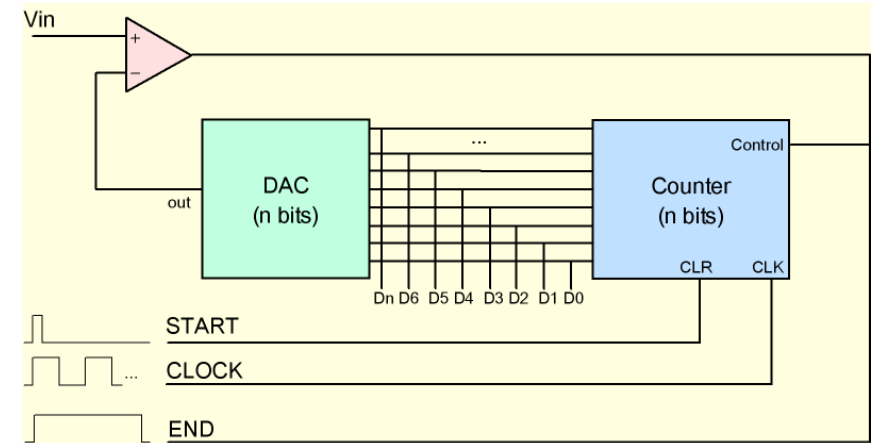 Vin
+
−
...
Control
DAC
(n bits)
Counter
(n bits)
out
CLR CLK
Dn D6 D5 D4 D3 D2 D1 D0
START
... CLOCK
END